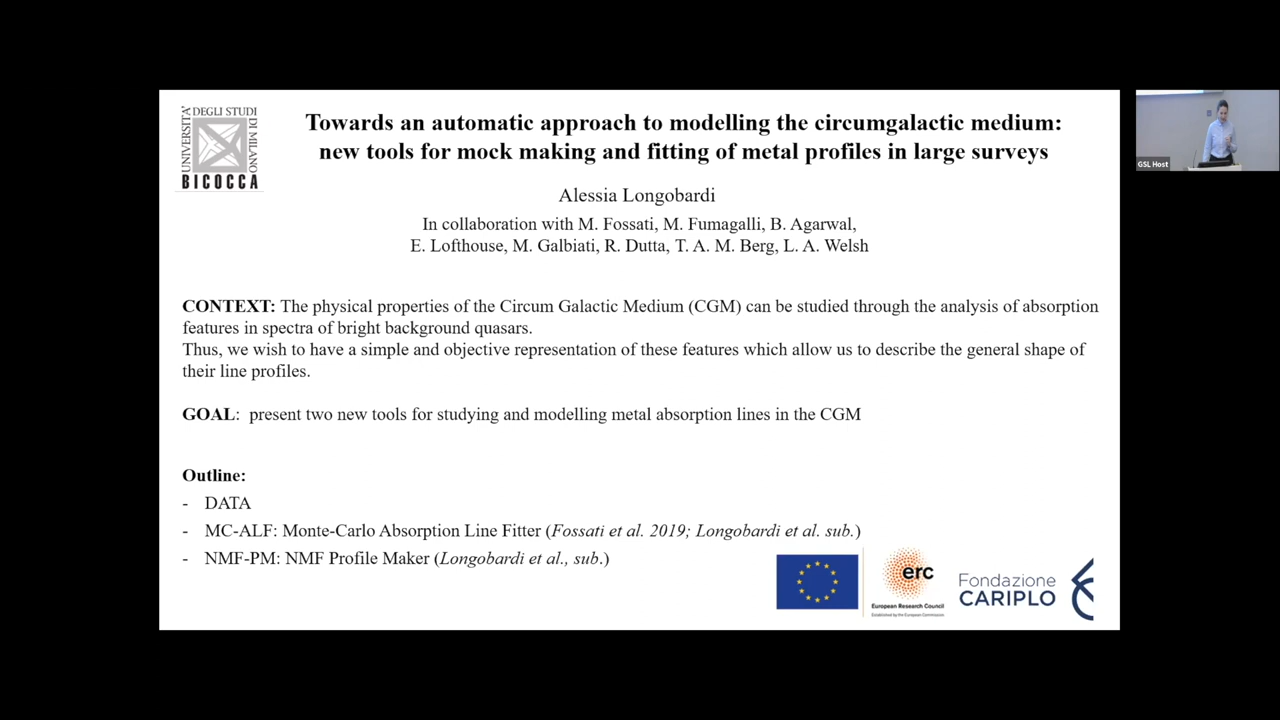 UNIVERSITA'
DEGLI STUDI
DI MILANO
BICOCCA
Towards an automatic approach to modelling the circumgalactic medium:
new tools for mock making and fitting of metal profiles in large surveys
Alessia Longobardi
In collaboration with M. Fossati, M. Fumagalli, B. Agarwal,
E. Lofthouse, M. Galbiati, R. Dutta, T. A. M. Berg, L. A. Welsh
GSL Host
CONTEXT: The physical properties of the Circum Galactic Medium (CGM) can be studied through the analysis of absorption
features in spectra of bright background quasars.
Thus, we wish to have a simple and objective representation of these features which allow us to describe the general shape of
their line profiles.
GOAL: present two new tools for studying and modelling metal absorption lines in the CGM
Outline:
- DATA
- MC-ALF: Monte-Carlo Absorption Line Fitter (Fossati et al. 2019; Longobardi et al. sub.)
- NMF-PM: NMF Profile Maker (Longobardi et al., sub.)
erc
European Research Council
Established by the European Commission
Fondazione
CARIPLO